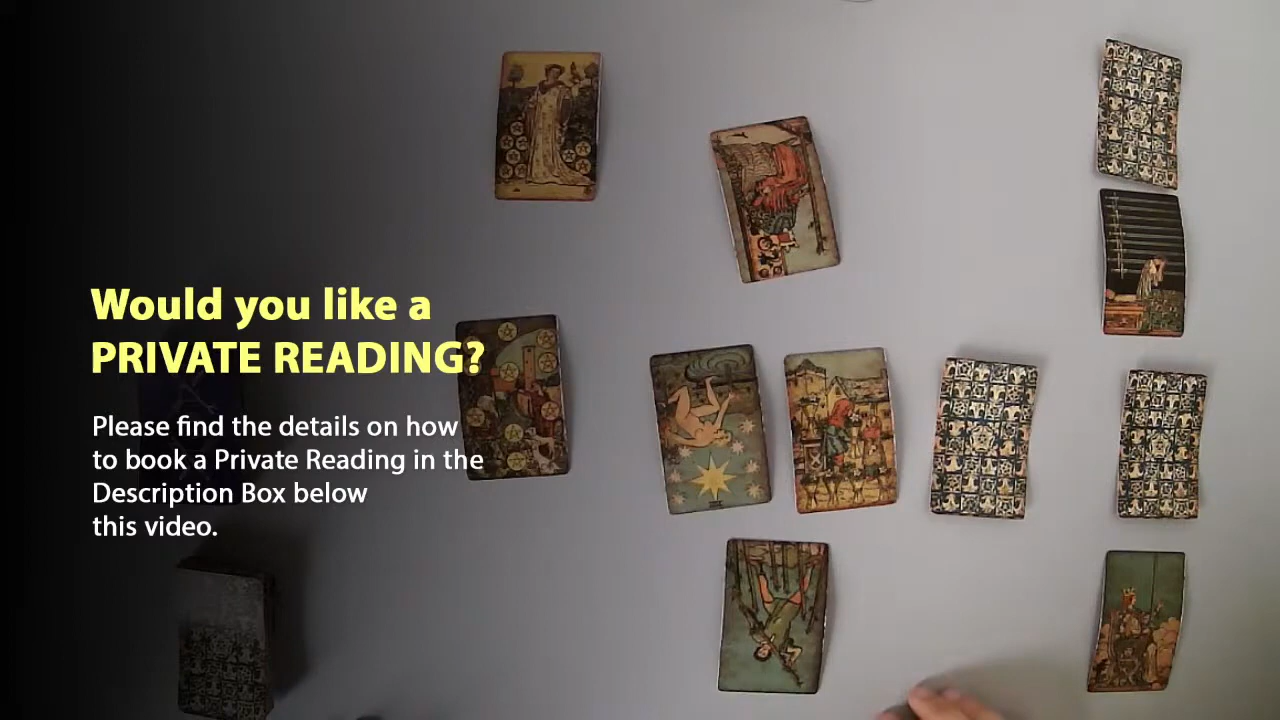 Would you like a
PRIVATE READING?
Please find the details on how
to book a Private Reading in the
Description Box below
this video.